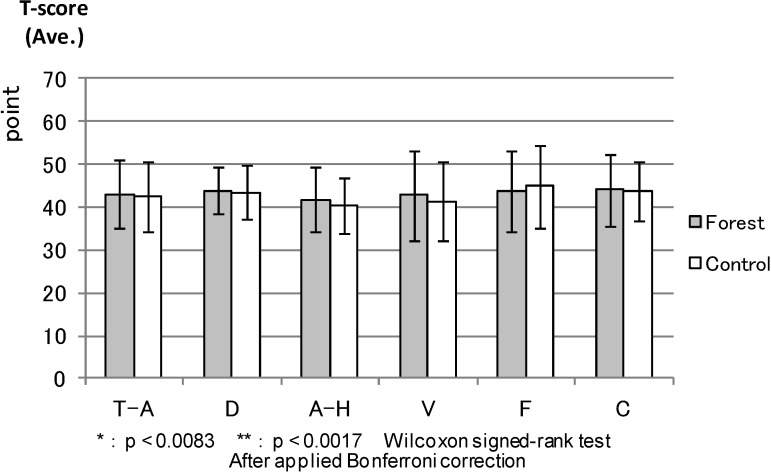 T-score
(Ave.)
point
70
60
50
40
30
20
10
0
T-A
D
A-H
V
F
C
Forest
Control
* : p <0.0083 ** : p <0.0017 Wilcoxon signed-rank test
After applied Bonferroni correction